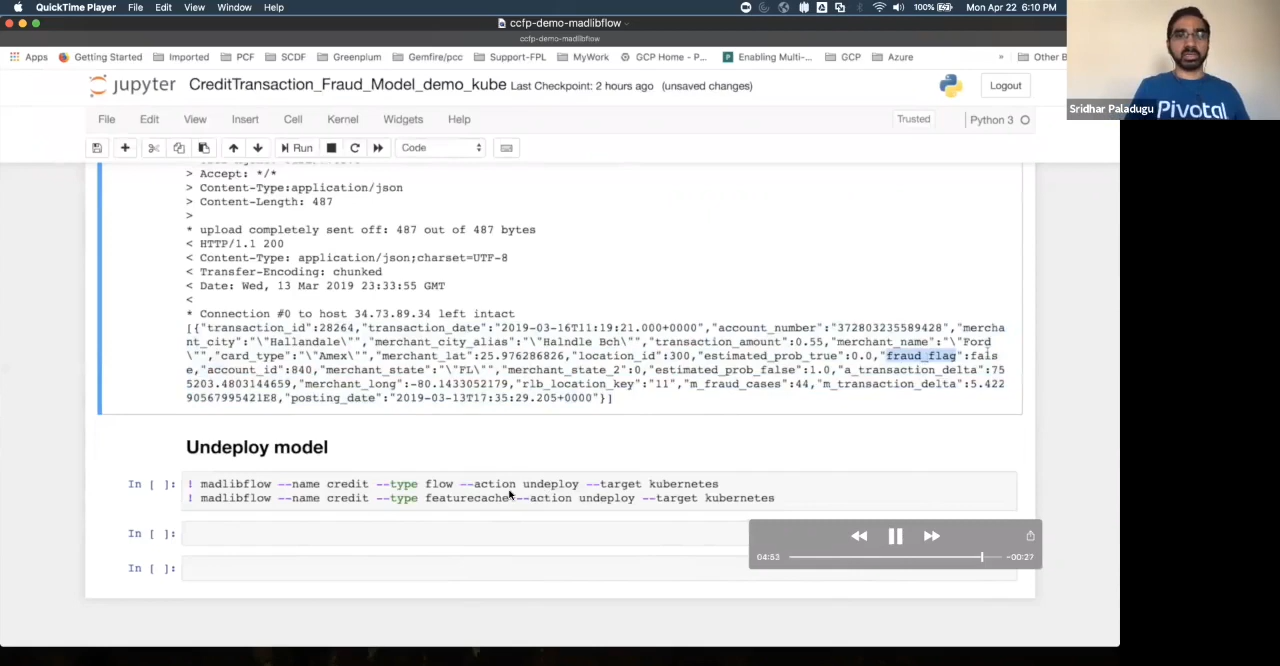 QuickTime Player File Edit View Window Help
100% Mon Apr 22 6:10 PM
ccfp-demo-madlibflow
ccfp-demo-madlibflow
Apps Getting Started Imported PCF SCDF Greenplum Gemfire/pcc Support-FPL MyWork GCP Home - P... Enabling Multi-... GCP Azure » Other B
jupyter CreditTransaction_Fraud_Model_demo_kube Last Checkpoint: 2 hours ago (unsaved changes) Logout
Sridhar Paladugu
Pivotal
File Edit View Insert Cell Kernel Widgets Help Trusted Python 3
Run Code
> Accept: */*
> Content-Type:application/json
> Content-Length: 487
>
* upload completely sent off: 487 out of 487 bytes
< HTTP/1.1 200
< Content-Type: application/json;charset=UTF-8
< Transfer-Encoding: chunked
< Date: Wed, 13 Mar 2019 23:33:55 GMT
<
* Connection #0 to host 34.73.89.34 left intact
[{"transaction_id":28264,"transaction_date":"2019-03-16T11:19:21.000+0000","account_number":"372803235589428","mercha
nt_city":"\"Hallandale\"","merchant_city_alias":"\"Halndle Bch\"","transaction_amount":0.55,"merchant_name":"\"Ford
\"","card_type":"\"Amex\"","merchant_lat":25.976286826,"location_id":300,"estimated_prob_true":0.0,"fraud_flag":fals
e,"account_id":840,"merchant_state":"\"FL\"","merchant_state_2":0,"estimated_prob_false":1.0,"a_transaction_delta":75
5203.4803144659,"merchant_long":-80.1433052179,"rlb_location_key":"11","m_fraud_cases":44,"m_transaction_delta":5.422
90567995421E8,"posting_date":"2019-03-13T17:35:29.205+0000"}]
Undeploy model
In [ ]: ! madlibflow --name credit --type flow --action undeploy --target kubernetes
! madlibflow --name credit --type featurecache --action undeploy --target kubernetes
In [ ]:
In [ ]:
04:53 -00:27